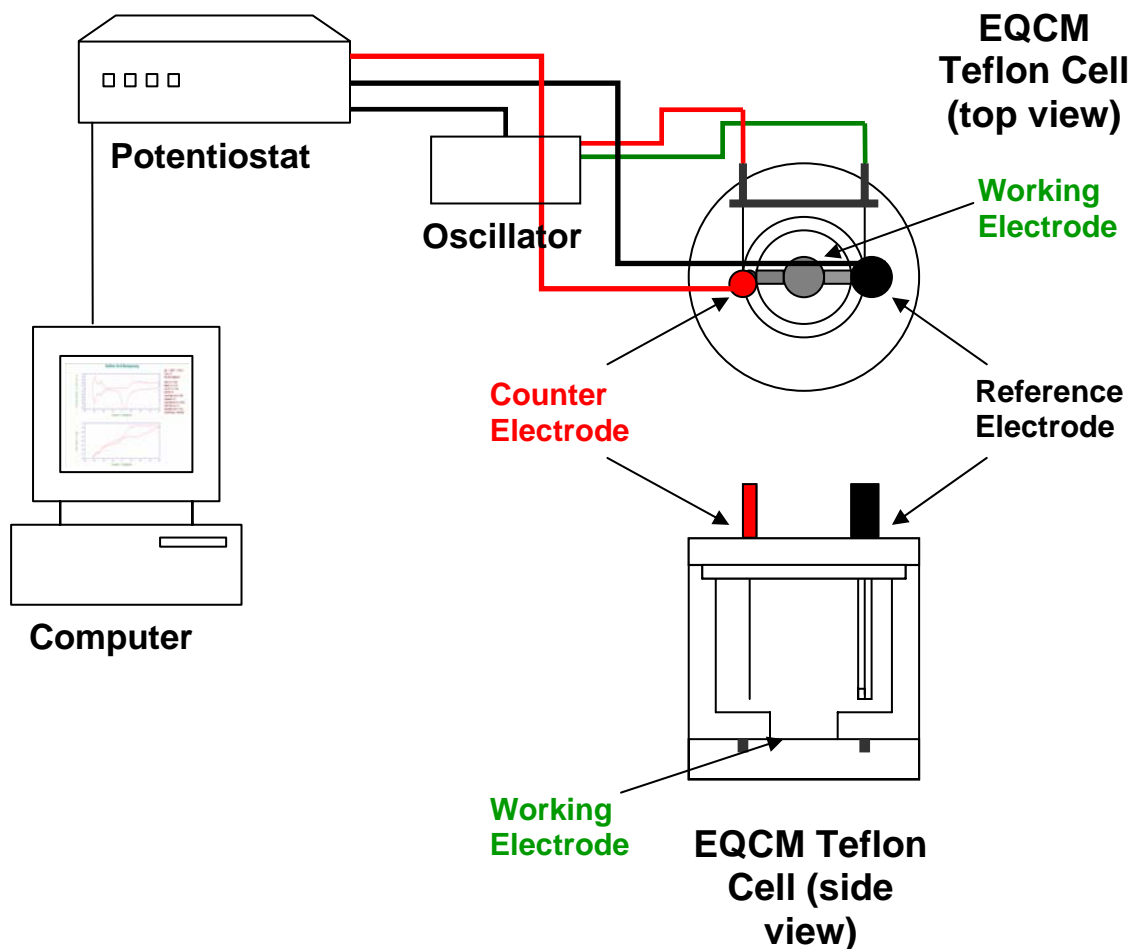 EQCM
Teflon Cell
(top view)
Potentiostat
Working
Electrode
Oscillator
Counter
Electrode
Reference
Electrode
Computer
Working
Electrode
EQCM Teflon
Cell (side
view)